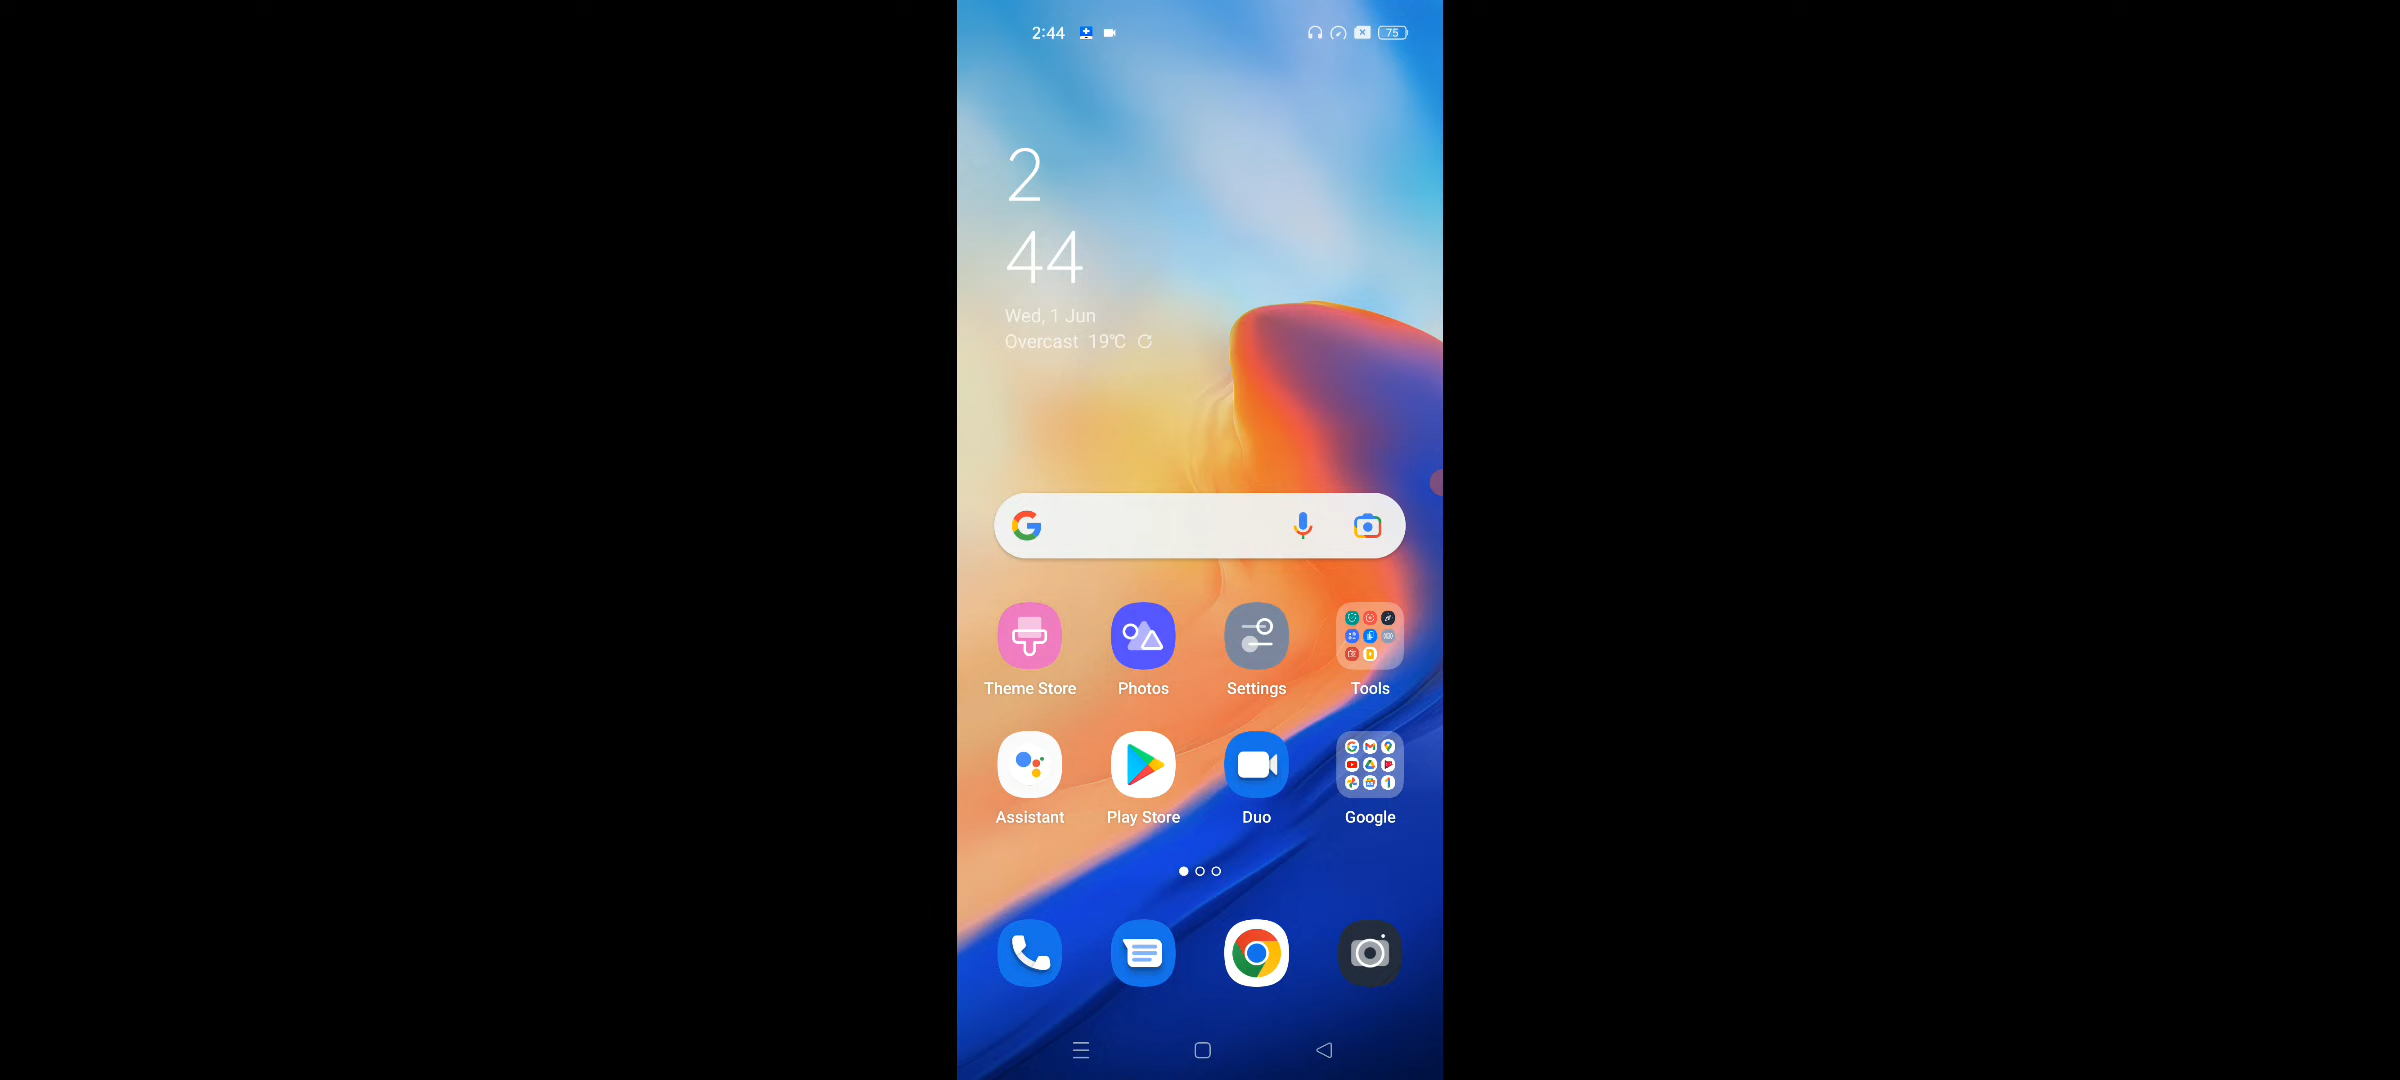 2:44
75
2
44
Wed, 1 Jun
Overcast 19°C
Theme Store
Photos
Settings
Tools
Assistant
Play Store
Duo
Google